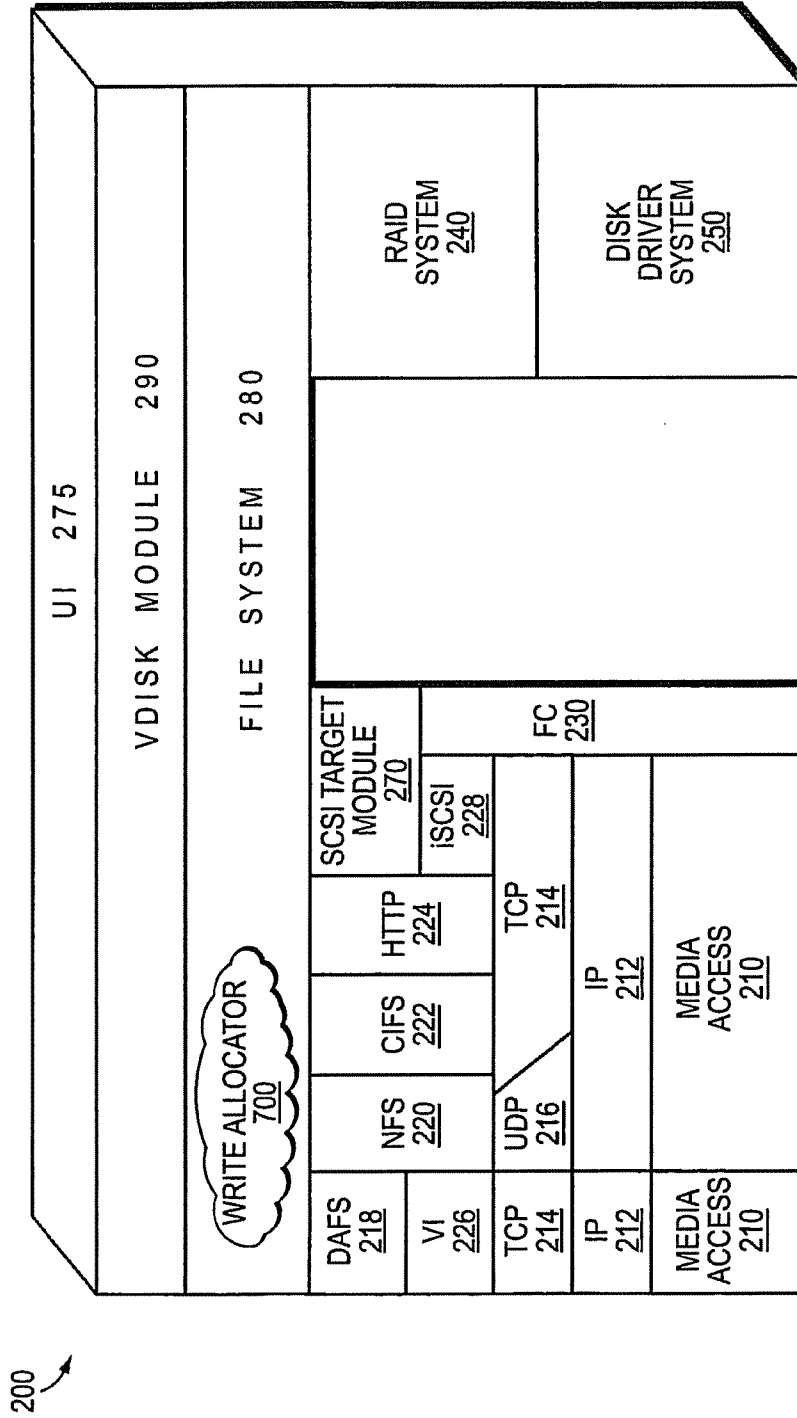 200
UI 275
VDISK MODULE 290
FILE SYSTEM 280
WRITE ALLOCATOR
700
DAFS
218
VI
226
TCP
214
IP
212
MEDIA
ACCESS
210
NFS
220
CIFS
222
HTTP
224
UDP
216
TCP
214
IP
212
MEDIA
ACCESS
210
SCSI TARGET
MODULE
270
iSCSI
228
FC
230
RAID
SYSTEM
240
DISK
DRIVER
SYSTEM
250